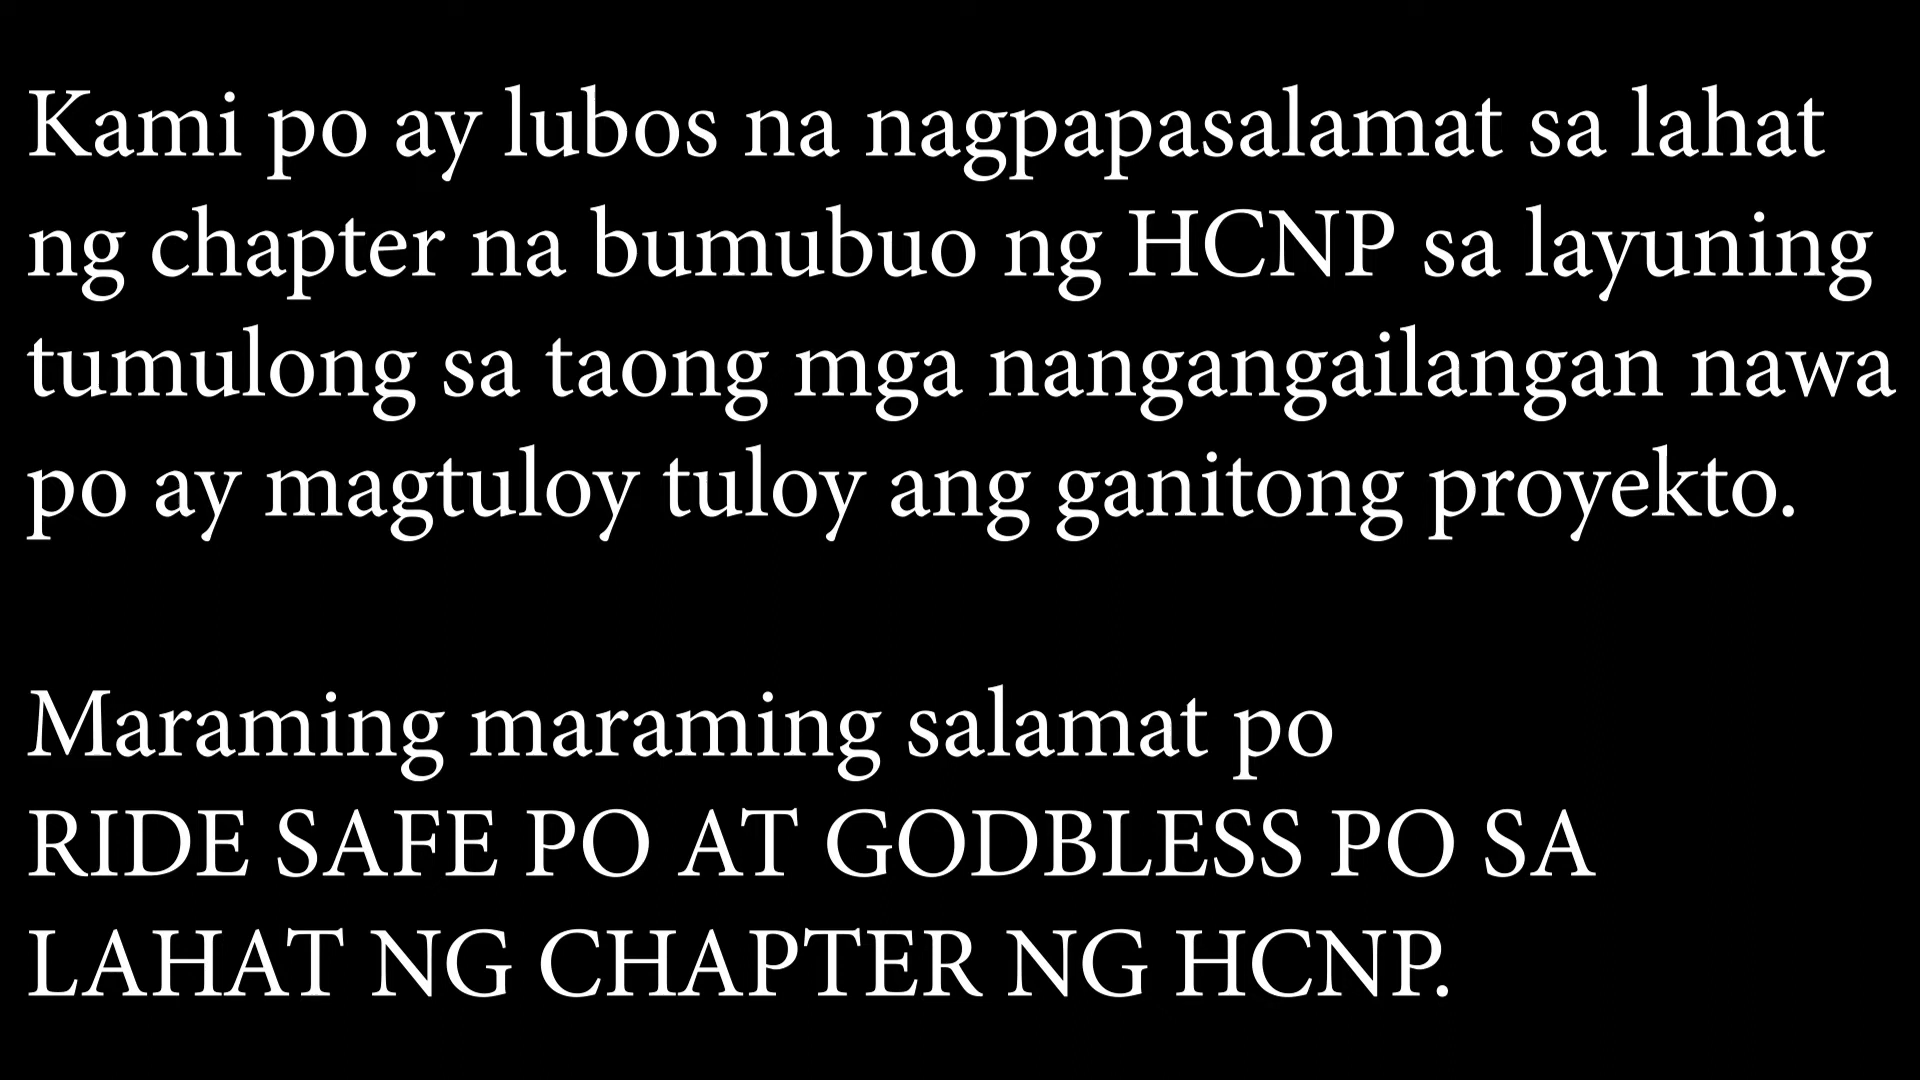 Kami po ay lubos na nagpapasalamat sa lahat
ng chapter na bumubuo ng HCNP sa layuning
tumulong sa taong mga nangangailangan nawa
po ay magtuloy tuloy ang ganitong proyekto.
Maraming maraming salamat po
RIDE SAFE PO AT GODBLESS PO SA
LAHAT NG CHAPTER NG HCNP.